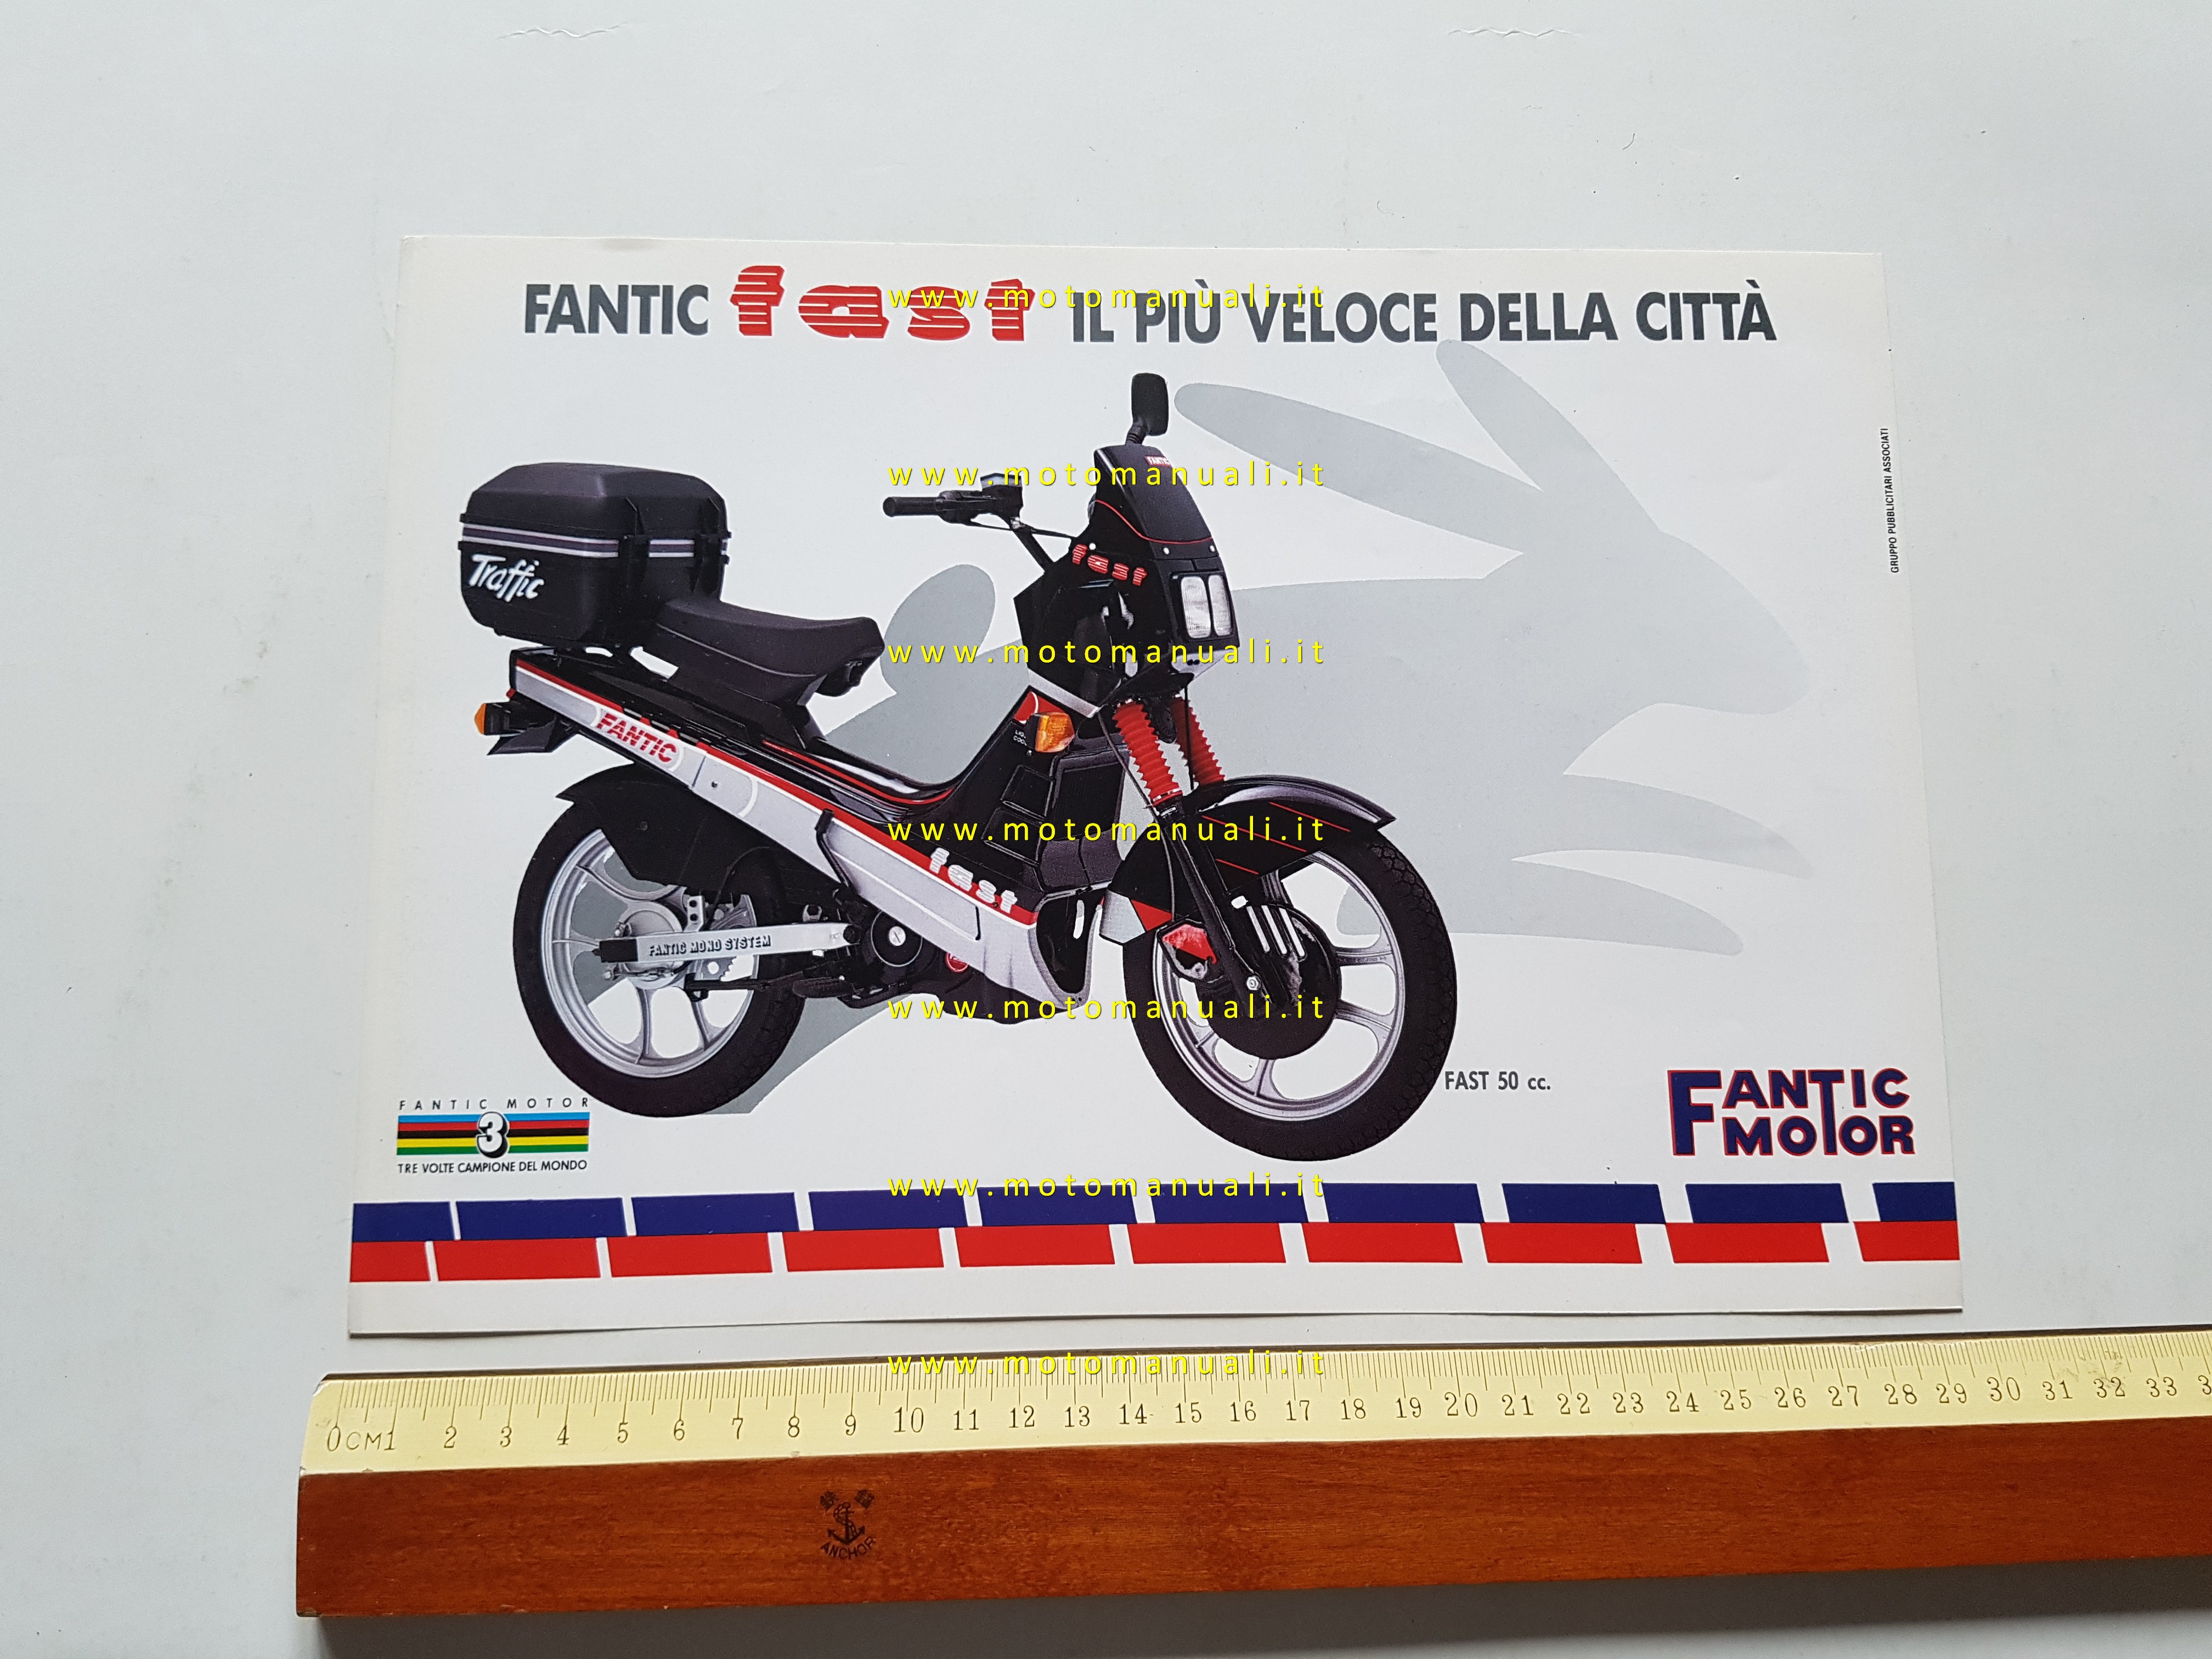 FANTIC fast IL PIÙ VELOCE DELLA CITTÀ
www.motomanuali.it
GRUPPO PUBBLICITARI ASSOCIATI
FANTIC
www.motomanuali.it
fast
Traffic
www.motomanuali.it
FANTIC
www.motomanuali.it
fast
FANTIC MONO SYSTEM
www.motomanuali.it
FAST 50 cc.
FANTIC MOTOR
FANTIC MOTOR
3
TRE VOLTE CAMPIONE DEL MONDO
www.motomanuali.it
www.motomanuali.it
0CM1 2 3 4 5 6 7 8 9 10 11 12 13 14 15 16 17 18 19 20 21 22 23 24 25 26 27 28 29 30 31 32 33
ANCHOR